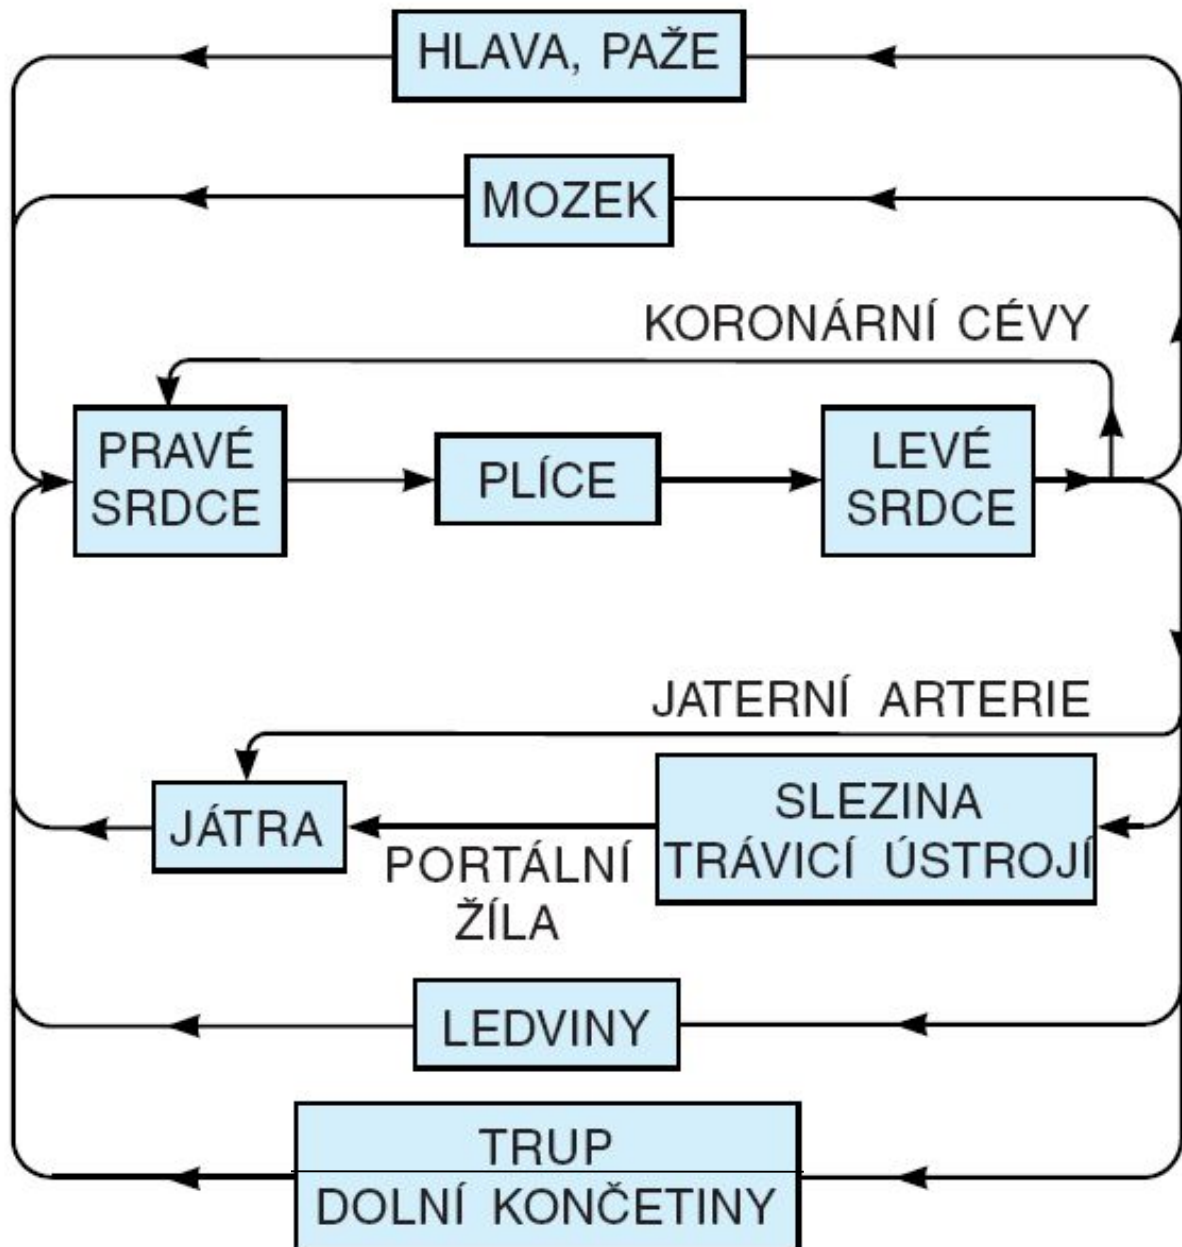 HLAVA, PAŽE
MOZEK
KORONÁRNÍ CÉVY
PRAVÉ
SRDCE
PLÍCE
LEVÉ
SRDCE
JATERNÍ ARTERIE
JÁTRA
PORTÁLNÍ
ŽÍLA
SLEZINA
TRÁVICÍ ÚSTROJÍ
LEDVINY
TRUP
DOLNÍ KONČETINY